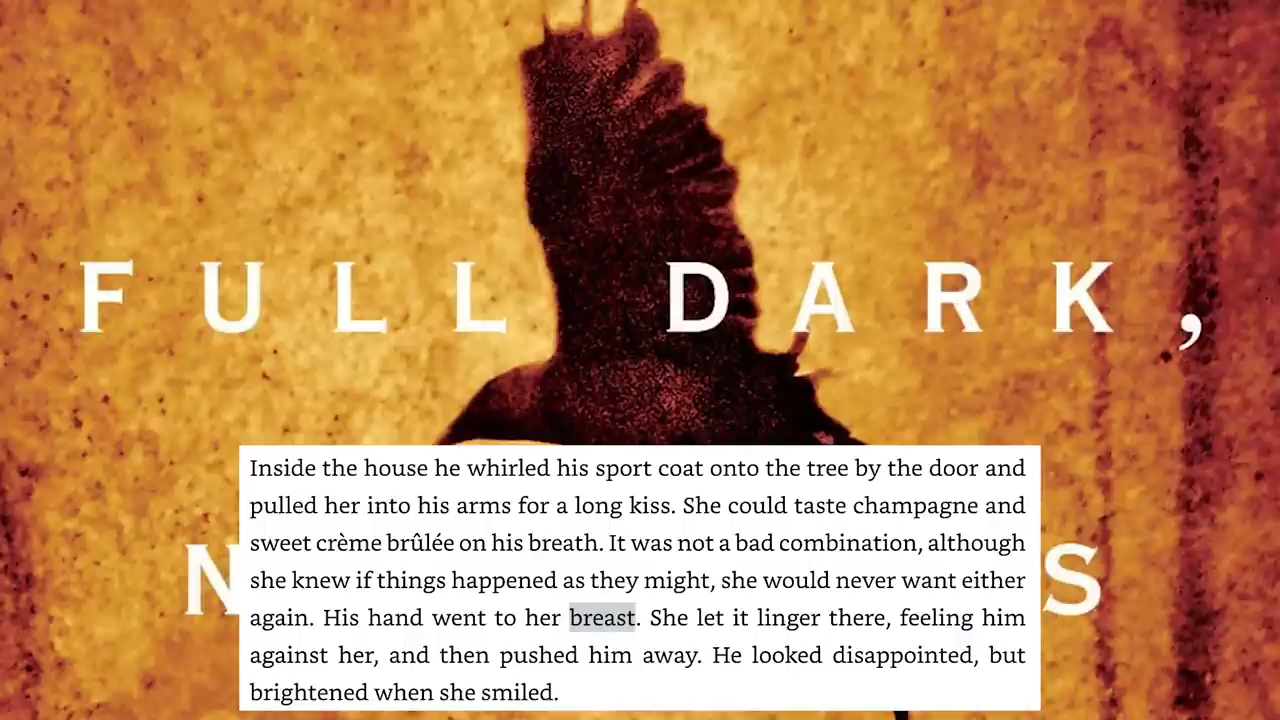 FULL DARK,
N S
Inside the house he whirled his sport coat onto the tree by the door and
pulled her into his arms for a long kiss. She could taste champagne and
sweet crème brûlée on his breath. It was not a bad combination, although
she knew if things happened as they might, she would never want either
again. His hand went to her breast. She let it linger there, feeling him
against her, and then pushed him away. He looked disappointed, but
brightened when she smiled.